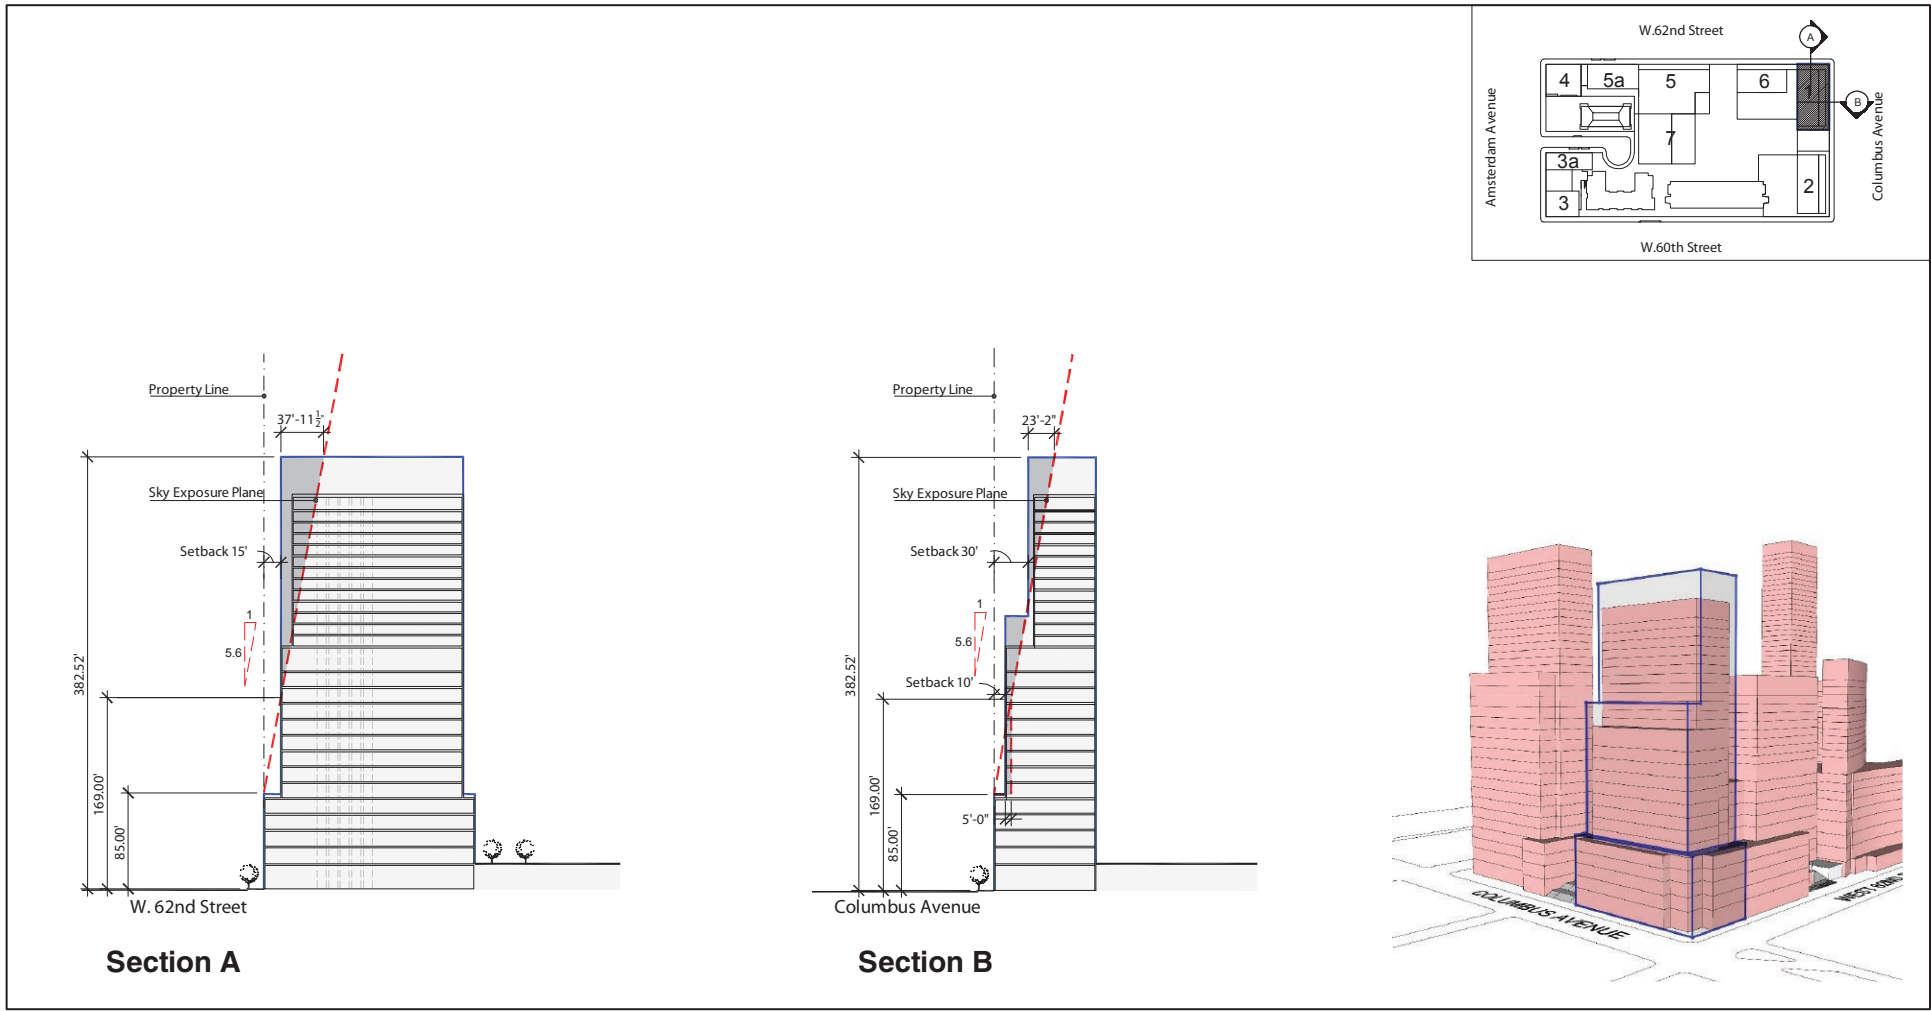 W.62nd Street
A
4
5a
5
6
1
B
7
3a
3
2
Amsterdam Avenue
Columbus Avenue
W.60th Street
Property Line
37'-11 1/2"
Sky Exposure Plane
Setback 15'
1
5.6
382.52'
169.00'
85.00'
W. 62nd Street
Section A
Property Line
23'-2"
Sky Exposure Plane
Setback 30'
1
5.6
Setback 10'
382.52'
169.00'
85.00'
5'-0"
Columbus Avenue
Section B
COLUMBUS AVENUE